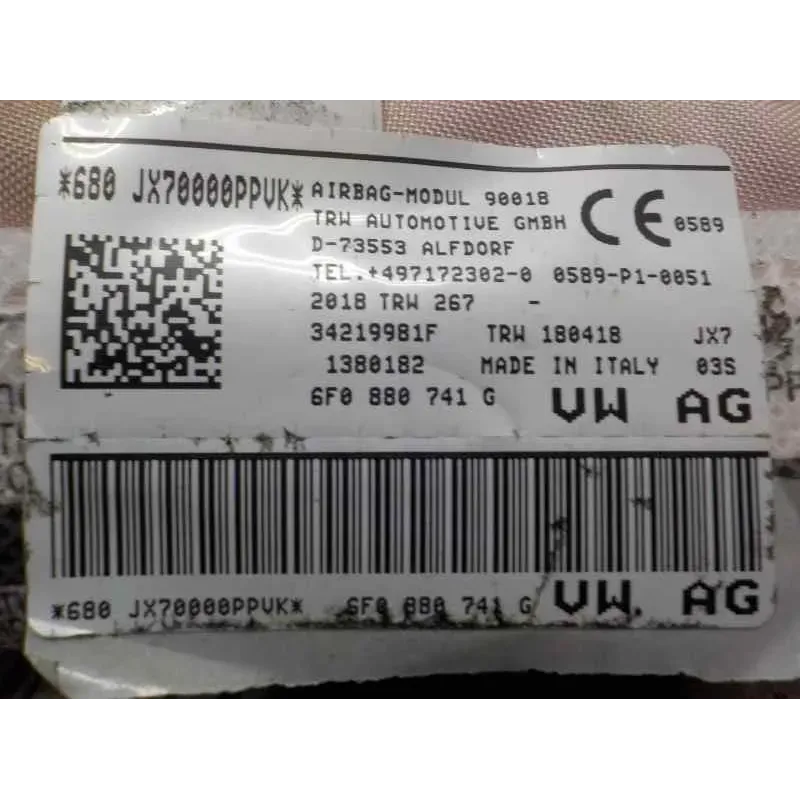 *680 JX70000PPVK*
AIRBAG-MODUL 90018
TRW AUTOMOTIVE GMBH
CE 0589
D-73553 ALFDORF
TEL.:+497172302-0 0589-P1-0051
2018 TRW 267 -
34219981F TRW 180418 JX7
1380182 MADE IN ITALY 03S
6F0 880 741 G VW AG
*680 JX70000PPVK* 6F0 880 741 G VW. AG